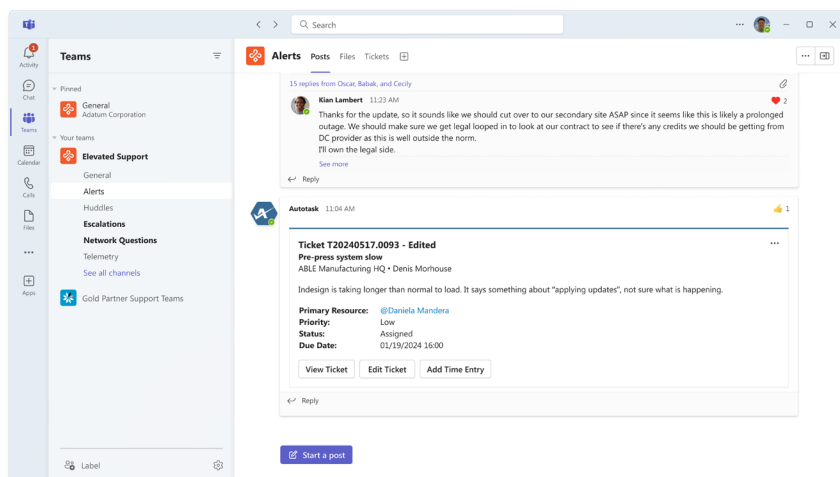 Search
1
Activity
Chat
Teams
Calendar
Calls
Files
Apps
Teams
Pinned
General
Adatum Corporation
Your teams
Elevated Support
General
Alerts
Huddles
Escalations
Network Questions
Telemetry
See all channels
Gold Partner Support Teams
Label
Alerts Posts Files Tickets
15 replies from Oscar, Babak, and Cecily
Kian Lambert 11:23 AM
2
Thanks for the update, so it sounds like we should cut over to our secondary site ASAP since it seems like this is likely a prolonged
outage. We should make sure we get legal looped in to look at our contract to see if there's any credits we should be getting from
DC provider as this is well outside the norm.
I'll own the legal side.
See more
Reply
Autotask 11:04 AM
1
Ticket T20240517.0093 - Edited
Pre-press system slow
ABLE Manufacturing HQ • Denis Morhouse
Indesign is taking longer than normal to load. It says something about "applying updates", not sure what is happening.
Primary Resource: @Daniela Mandera
Priority: Low
Status: Assigned
Due Date: 01/19/2024 16:00
View Ticket Edit Ticket Add Time Entry
Reply
Start a post